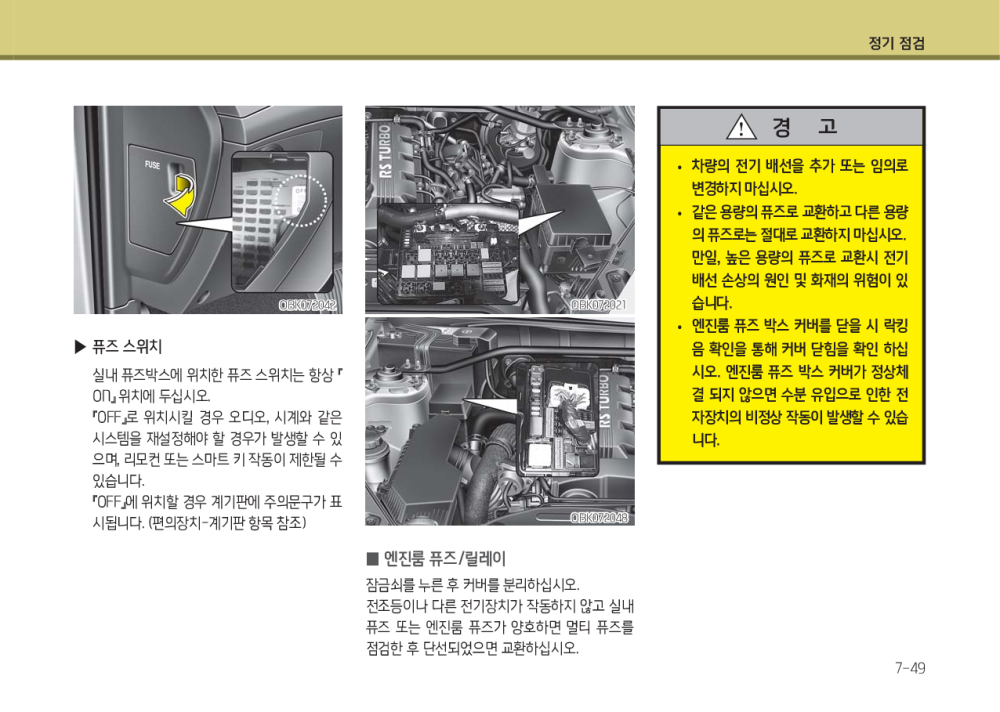 정기 점검
FUSE
OFF
OBK072042
▶ 퓨즈 스위치
실내 퓨즈박스에 위치한 퓨즈 스위치는 항상 『
ON』 위치에 두십시오.
『OFF』로 위치시킬 경우 오디오, 시계와 같은
시스템을 재설정해야 할 경우가 발생할 수 있
으며, 리모컨 또는 스마트 키 작동이 제한될 수
있습니다.
『OFF』에 위치할 경우 계기판에 주의문구가 표
시됩니다. (편의장치-계기판 항목 참조)
RS TURBO
OBK072021
RS TURBO
OBK072048
■ 엔진룸 퓨즈/릴레이
잠금쇠를 누른 후 커버를 분리하십시오.
전조등이나 다른 전기장치가 작동하지 않고 실내
퓨즈 또는 엔진룸 퓨즈가 양호하면 멀티 퓨즈를
점검한 후 단선되었으면 교환하십시오.
경 고
• 차량의 전기 배선을 추가 또는 임의로
변경하지 마십시오.
• 같은 용량의 퓨즈로 교환하고 다른 용량
의 퓨즈로는 절대로 교환하지 마십시오.
만일, 높은 용량의 퓨즈로 교환시 전기
배선 손상의 원인 및 화재의 위험이 있
습니다.
• 엔진룸 퓨즈 박스 커버를 닫을 시 락킹
음 확인을 통해 커버 닫힘을 확인 하십
시오. 엔진룸 퓨즈 박스 커버가 정상체
결 되지 않으면 수분 유입으로 인한 전
자장치의 비정상 작동이 발생할 수 있습
니다.
7-49